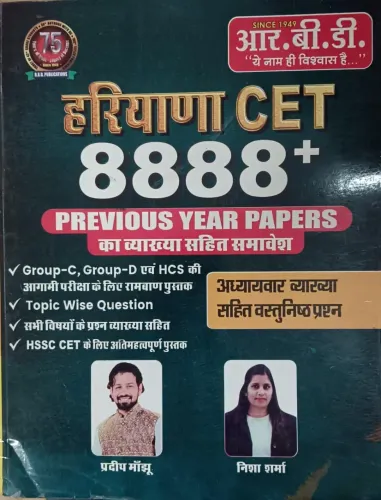 75
R.B.D. PUBLICATIONS
SINCE 1949
आर.बी.डी.
"ये नाम ही विश्वास है..."
हरियाणा CET
8888+
PREVIOUS YEAR PAPERS
का व्याख्या सहित समावेश
✓ Group-C, Group-D एवं HCS की
आगामी परीक्षा के लिए रामबाण पुस्तक
✓ Topic Wise Question
✓ सभी विषयों के प्रश्न व्याख्या सहित
✓ HSSC CET के लिए अतिमहत्वपूर्ण पुस्तक
अध्यायवार व्याख्या
सहित वस्तुनिष्ठ प्रश्न
प्रदीप माँझू
निशा शर्मा